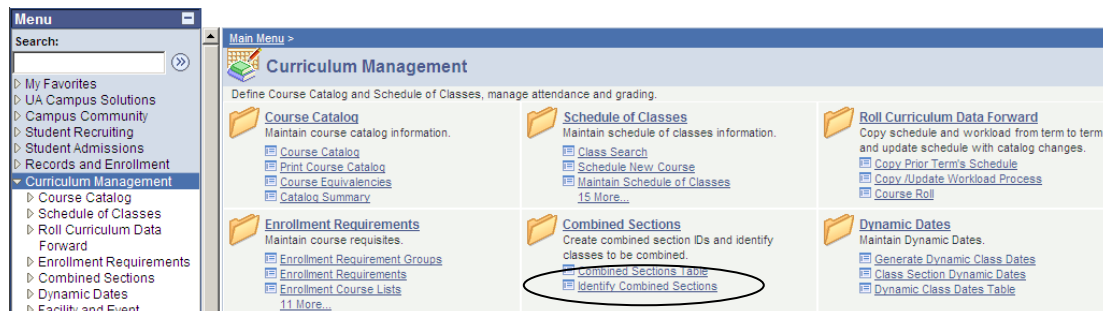 Menu
Search:
My Favorites
UA Campus Solutions
Campus Community
Student Recruiting
Student Admissions
Records and Enrollment
Curriculum Management
Course Catalog
Schedule of Classes
Roll Curriculum Data
Forward
Enrollment Requirements
Combined Sections
Dynamic Dates
Facility and Event
Main Menu >
Curriculum Management
Define Course Catalog and Schedule of Classes, manage attendance and grading.
Course Catalog
Maintain course catalog information.
Course Catalog
Print Course Catalog
Course Equivalencies
Catalog Summary
Schedule of Classes
Maintain schedule of classes information.
Class Search
Schedule New Course
Maintain Schedule of Classes
15 More...
Roll Curriculum Data Forward
Copy schedule and workload from term to term
and update schedule with catalog changes.
Copy Prior Term's Schedule
Copy /Update Workload Process
Course Roll
Enrollment Requirements
Maintain course requisites.
Enrollment Requirement Groups
Enrollment Requirements
Enrollment Course Lists
11 More...
Combined Sections
Create combined section IDs and identify
classes to be combined.
Combined Sections Table
Identify Combined Sections
Dynamic Dates
Maintain Dynamic Dates.
Generate Dynamic Class Dates
Class Section Dynamic Dates
Dynamic Class Dates Table